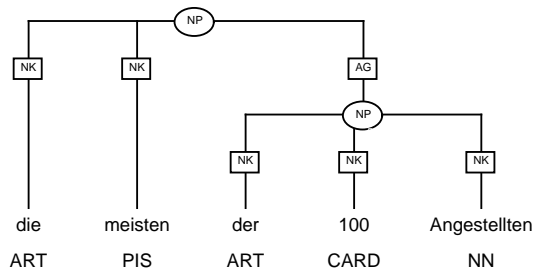 NP
NK NK AG
NP
NK NK NK
die meisten der 100 Angestellten
ART PIS ART CARD NN